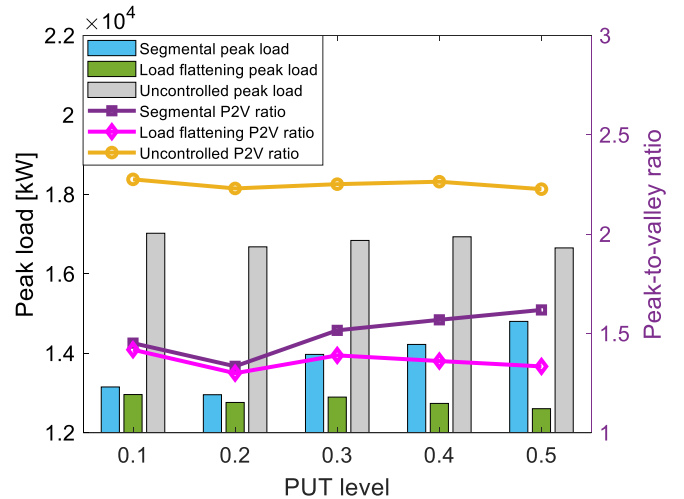 ×10⁴
2.2
2
1.8
1.6
1.4
1.2
Peak load [kW]
Segmental peak load
Load flattening peak load
Uncontrolled peak load
Segmental P2V ratio
Load flattening P2V ratio
Uncontrolled P2V ratio
3
2.5
2
1.5
1
Peak-to-valley ratio
0.1 0.2 0.3 0.4 0.5
PUT level